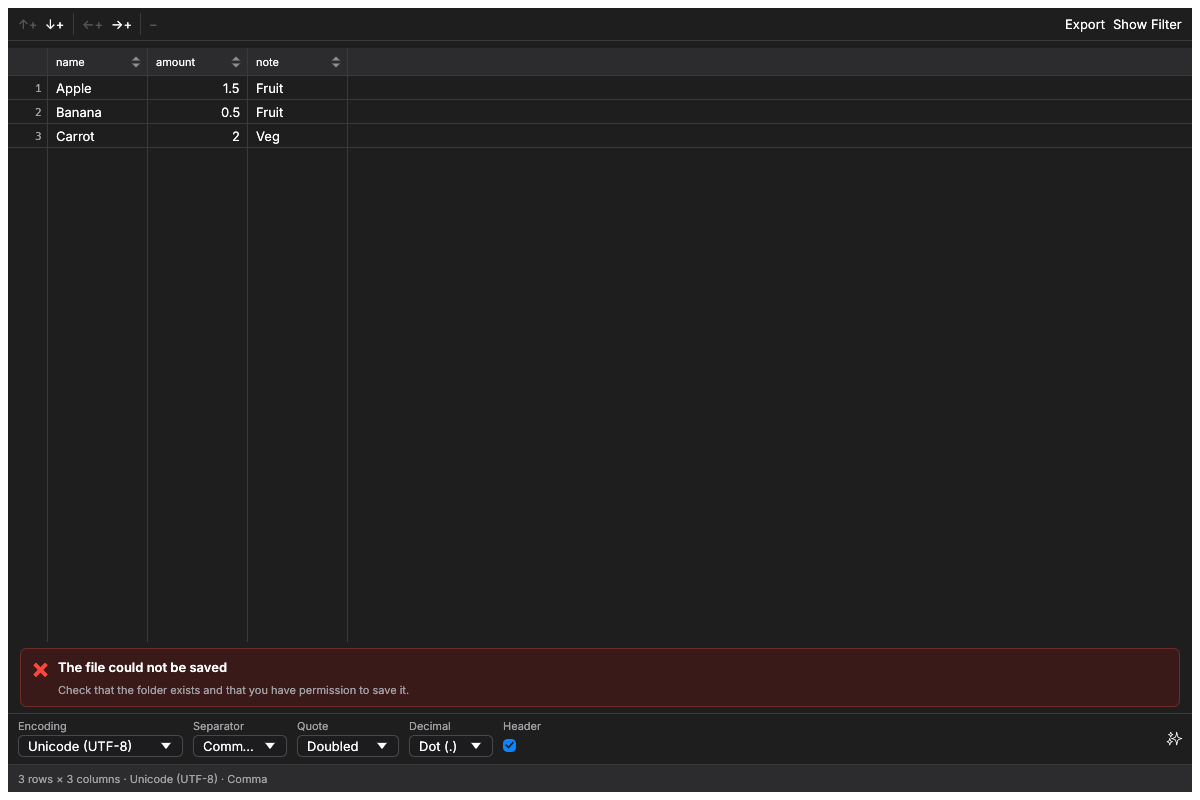 Export Show Filter
name amount note
1 Apple 1.5 Fruit
2 Banana 0.5 Fruit
3 Carrot 2 Veg
The file could not be saved
Check that the folder exists and that you have permission to save it.
Encoding Separator Quote Decimal Header
Unicode (UTF-8) Comm... Doubled Dot (.)
3 rows × 3 columns · Unicode (UTF-8) · Comma